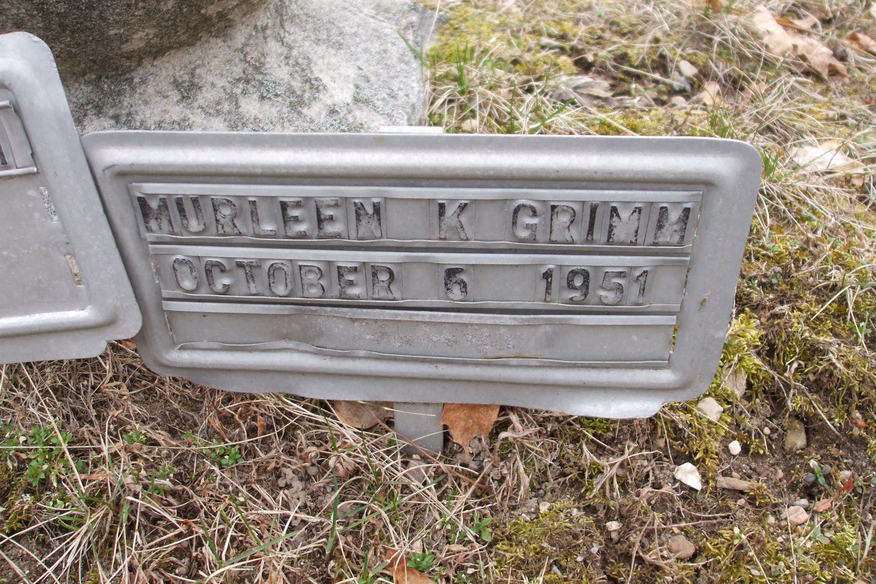 MURLEEN K GRIMM
OCTOBER 6 1951